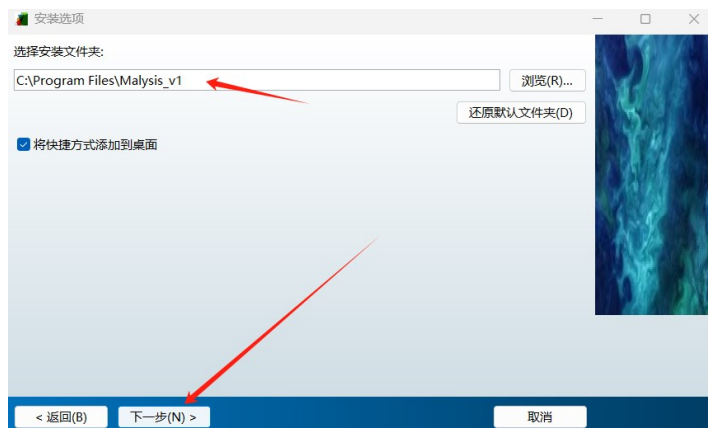 安装选项
选择安装文件夹:
C:\Program Files\Malysis_v1
浏览(R)...
还原默认文件夹(D)
将快捷方式添加到桌面
< 返回(B) 下一步(N) > 取消